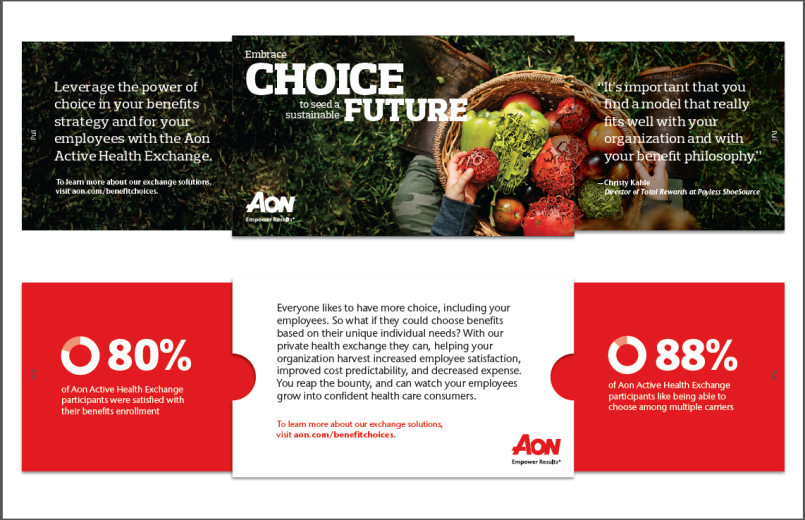 Pull
Leverage the power of
choice in your benefits
strategy and for your
employees with the Aon
Active Health Exchange.
To learn more about our exchange solutions,
visit aon.com/benefitchoices.
Embrace
CHOICE
to seed a
sustainable FUTURE
AON
Empower Results®
"It's important that you
find a model that really
fits well with your
organization and with
your benefit philosophy."
—Christy Kahle
Director of Total Rewards at Payless ShoeSource
Pull
80%
of Aon Active Health Exchange
participants were satisfied with
their benefits enrollment
Everyone likes to have more choice, including your
employees. So what if they could choose benefits
based on their unique individual needs? With our
private health exchange they can, helping your
organization harvest increased employee satisfaction,
improved cost predictability, and decreased expense.
You reap the bounty, and can watch your employees
grow into confident health care consumers.
To learn more about our exchange solutions,
visit aon.com/benefitchoices.
AON
Empower Results®
88%
of Aon Active Health Exchange
participants like being able to
choose among multiple carriers